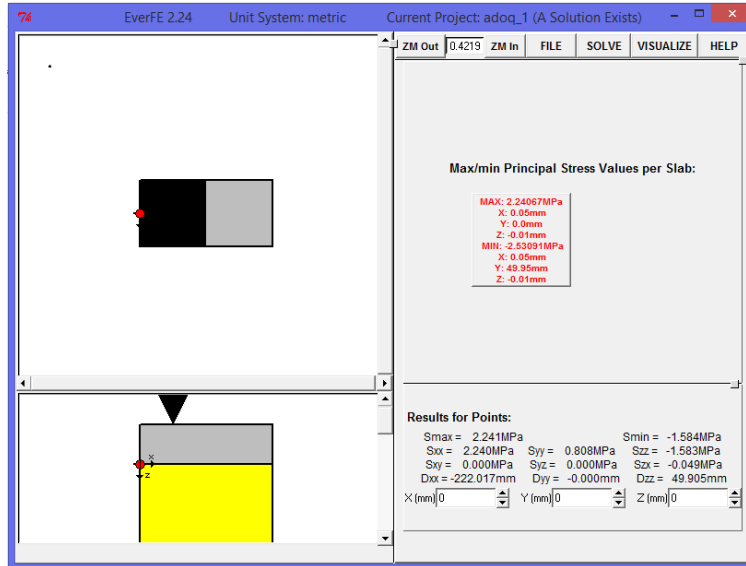 EverFE 2.24 Unit System: metric Current Project: adoq_1 (A Solution Exists)
ZM Out 0.4219 ZM In FILE SOLVE VISUALIZE HELP
Max/min Principal Stress Values per Slab:
MAX: 2.24067MPa
X: 0.05mm
Y: 0.0mm
Z: -0.01mm
MIN: -2.53091MPa
X: 0.05mm
Y: 49.95mm
Z: -0.01mm
x
z
Results for Points:
Smax = 2.241MPa Smin = -1.584MPa
Sxx = 2.240MPa Syy = 0.808MPa Szz = -1.583MPa
Sxy = 0.000MPa Syz = 0.000MPa Szx = -0.049MPa
Dxx = -222.017mm Dyy = -0.000mm Dzz = 49.905mm
X (mm) 0 Y (mm) 0 Z (mm) 0